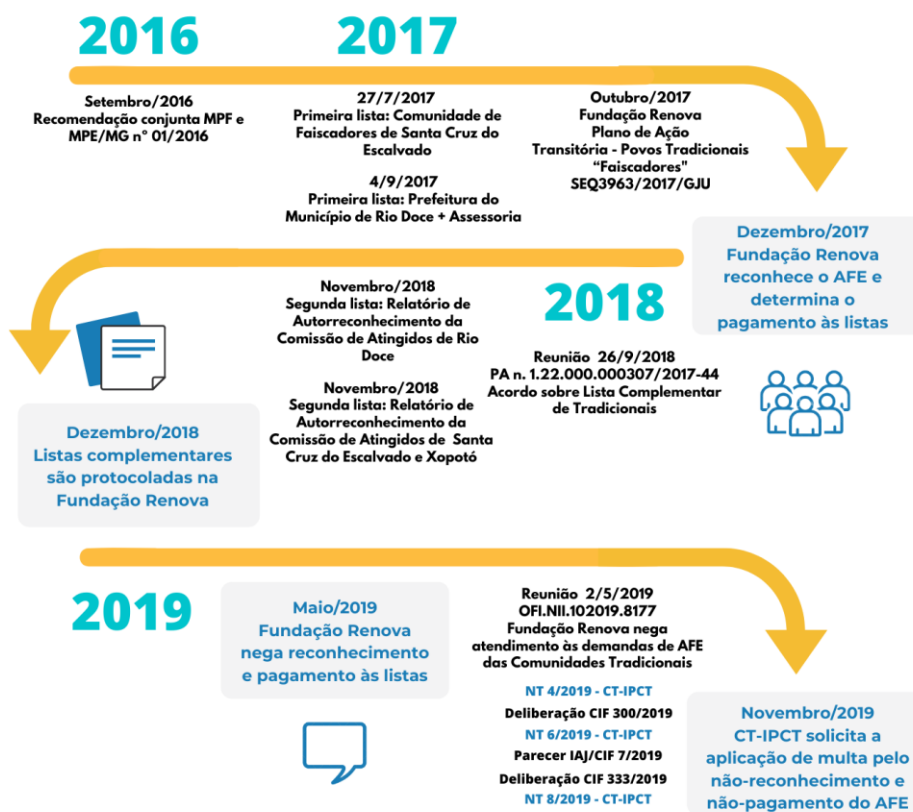 2016
Setembro/2016
Recomendação conjunta MPF e
MPE/MG nº 01/2016
2017
27/7/2017
Primeira lista: Comunidade de
Faiscadores de Santa Cruz do
Escalvado
4/9/2017
Primeira lista: Prefeitura do
Município de Rio Doce + Assessoria
Outubro/2017
Fundação Renova
Plano de Ação
Transitória - Povos Tradicionais
“Faiscadores"
SEQ3963/2017/GJU
Dezembro/2017
Fundação Renova
reconhece o AFE e
determina o
pagamento às listas
2018
Reunião 26/9/2018
PA n. 1.22.000.000307/2017-44
Acordo sobre Lista Complementar
de Tradicionais
Novembro/2018
Segunda lista: Relatório de
Autorreconhecimento da
Comissão de Atingidos de Rio
Doce
Novembro/2018
Segunda lista: Relatório de
Autorreconhecimento da
Comissão de Atingidos de Santa
Cruz do Escalvado e Xopotó
Dezembro/2018
Listas complementares
são protocoladas na
Fundação Renova
2019
Maio/2019
Fundação Renova
nega reconhecimento
e pagamento às listas
Reunião 2/5/2019
OFI.NII.102019.8177
Fundação Renova nega
atendimento às demandas de AFE
das Comunidades Tradicionais
NT 4/2019 - CT-IPCT
Deliberação CIF 300/2019
NT 6/2019 - CT-IPCT
Parecer IAJ/CIF 7/2019
Deliberação CIF 333/2019
NT 8/2019 - CT-IPCT
Novembro/2019
CT-IPCT solicita a
aplicação de multa pelo
não-reconhecimento e
não-pagamento do AFE